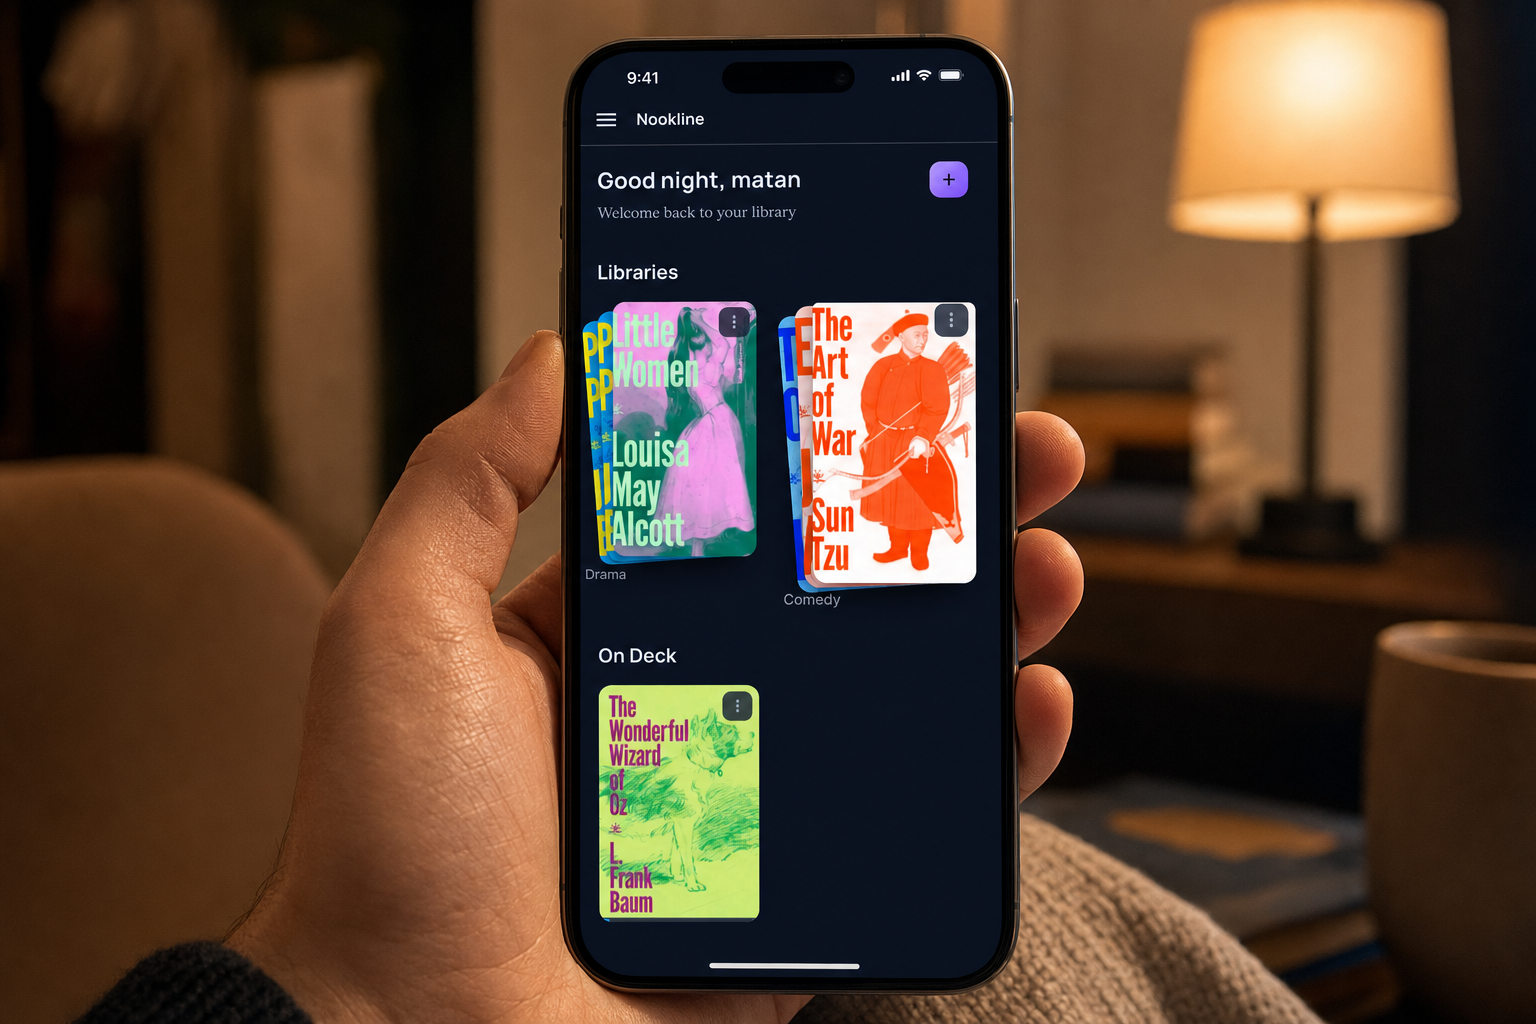 9:41
Nookline
Good night, matan
+
Welcome back to your library
Libraries
Little
Women
Louisa
May
Alcott
Drama
The
Art
of
War
Sun
Tzu
Comedy
On Deck
The
Wonderful
Wizard
of
Oz
L.
Frank
Baum